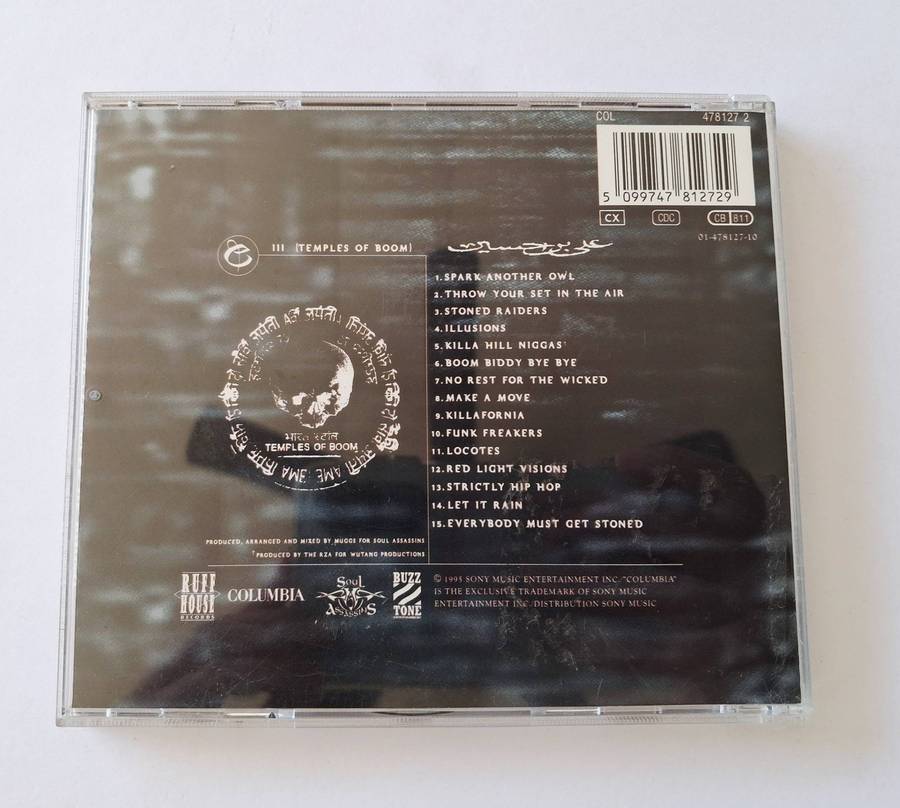 COL 478127 2
5 099747 812729
CX CDC CB 811
01-478127-10
III (TEMPLES OF BOOM)
1. SPARK ANOTHER OWL
2. THROW YOUR SET IN THE AIR
3. STONED RAIDERS
4. ILLUSIONS
5. KILLA HILL NIGGAS†
6. BOOM BIDDY BYE BYE
7. NO REST FOR THE WICKED
8. MAKE A MOVE
9. KILLAFORNIA
10. FUNK FREAKERS
11. LOCOTES
12. RED LIGHT VISIONS
13. STRICTLY HIP HOP
14. LET IT RAIN
15. EVERYBODY MUST GET STONED
TEMPLES OF BOOM
PRODUCED, ARRANGED AND MIXED BY MUGGS FOR SOUL ASSASSINS
†PRODUCED BY THE RZA FOR WUTANG PRODUCTIONS
RUFF HOUSE RECORDS
COLUMBIA
SOUL ASSASSINS
BUZZ TONE
© 1995 SONY MUSIC ENTERTAINMENT INC./"COLUMBIA"
IS THE EXCLUSIVE TRADEMARK OF SONY MUSIC
ENTERTAINMENT INC./DISTRIBUTION SONY MUSIC